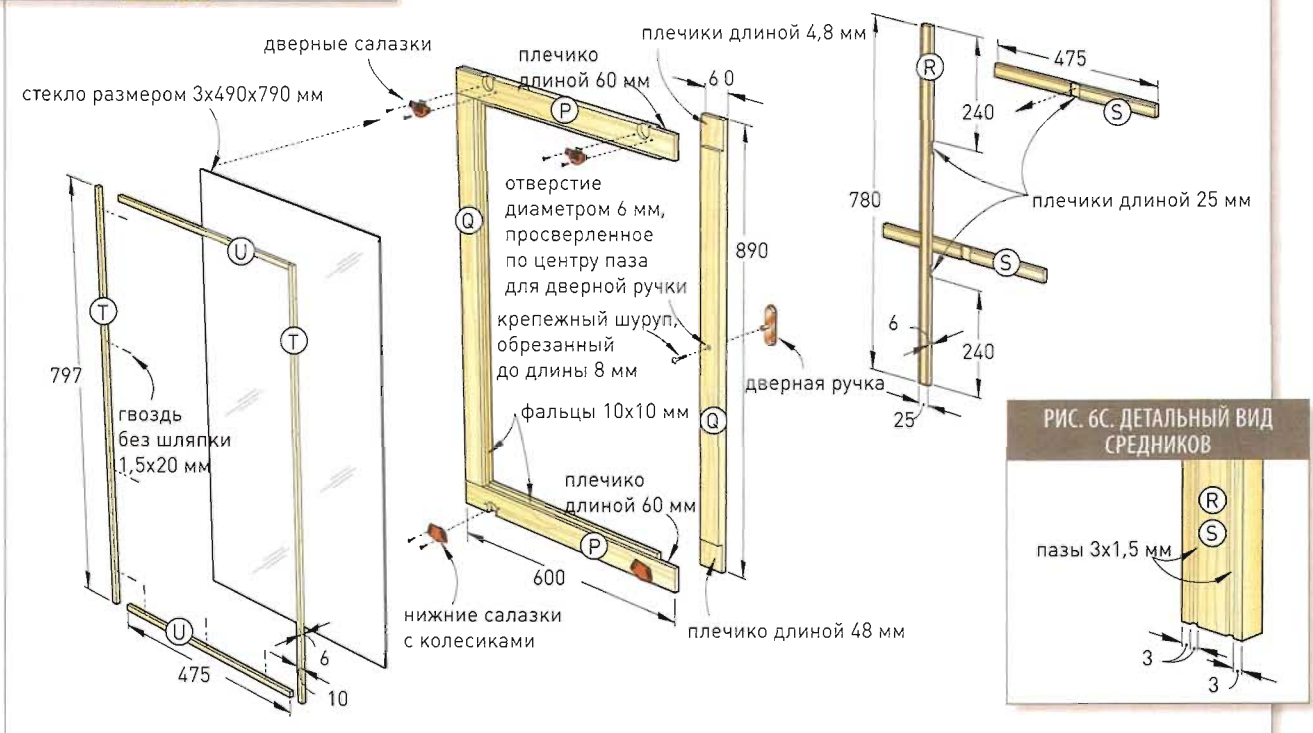 дверные салазки
стекло размером 3х490х790 мм
плечико
длиной 60 мм
P
плечики длиной 4,8 мм
60
R
475
S
240
плечики длиной 25 мм
780
S
6
240
25
отверстие
диаметром 6 мм,
просверленное
по центру паза
для дверной ручки
крепежный шуруп,
обрезанный
до длины 8 мм
890
дверная ручка
Q
Q
фальцы 10х10 мм
плечико
длиной 60 мм
P
600
нижние салазки
с колесиками
плечико длиной 48 мм
U
T
T
797
гвоздь
без шляпки
1,5х20 мм
U
475
6
10
РИС. 6С. ДЕТАЛЬНЫЙ ВИД
СРЕДНИКОВ
R
S
пазы 3х1,5 мм
3
3